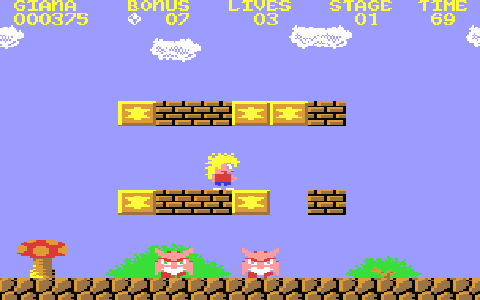 GIANA BONUS LIVES STAGE TIME
000375 07 03 01 69